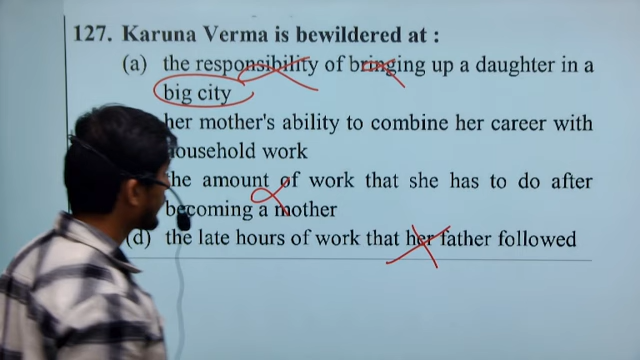 127. Karuna Verma is bewildered at :
(a) the responsibility of bringing up a daughter in a
big city
her mother's ability to combine her career with
household work
the amount of work that she has to do after
becoming a mother
(d) the late hours of work that her father followed